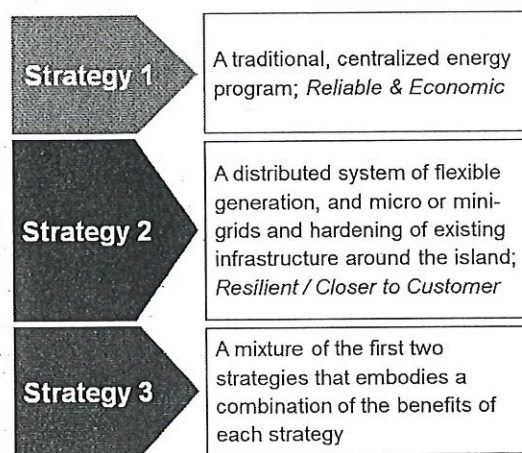 Strategy 1
A traditional, centralized energy
program; Reliable & Economic
Strategy 2
A distributed system of flexible
generation, and micro or mini-
grids and hardening of existing
infrastructure around the island;
Resilient / Closer to Customer
Strategy 3
A mixture of the first two
strategies that embodies a
combination of the benefits of
each strategy